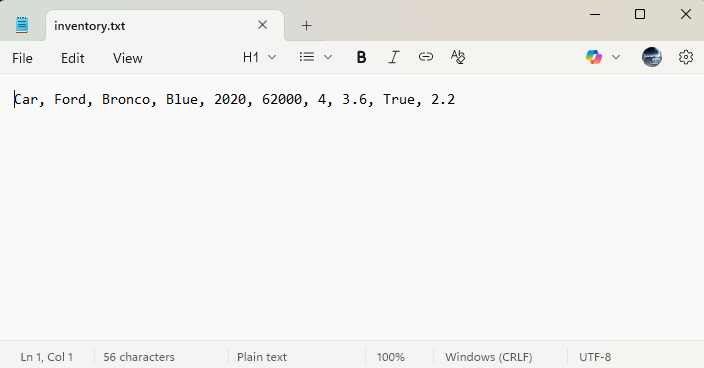 inventory.txt
File Edit View H1 B I
Car, Ford, Bronco, Blue, 2020, 62000, 4, 3.6, True, 2.2
Ln 1, Col 1 56 characters Plain text 100% Windows (CRLF) UTF-8